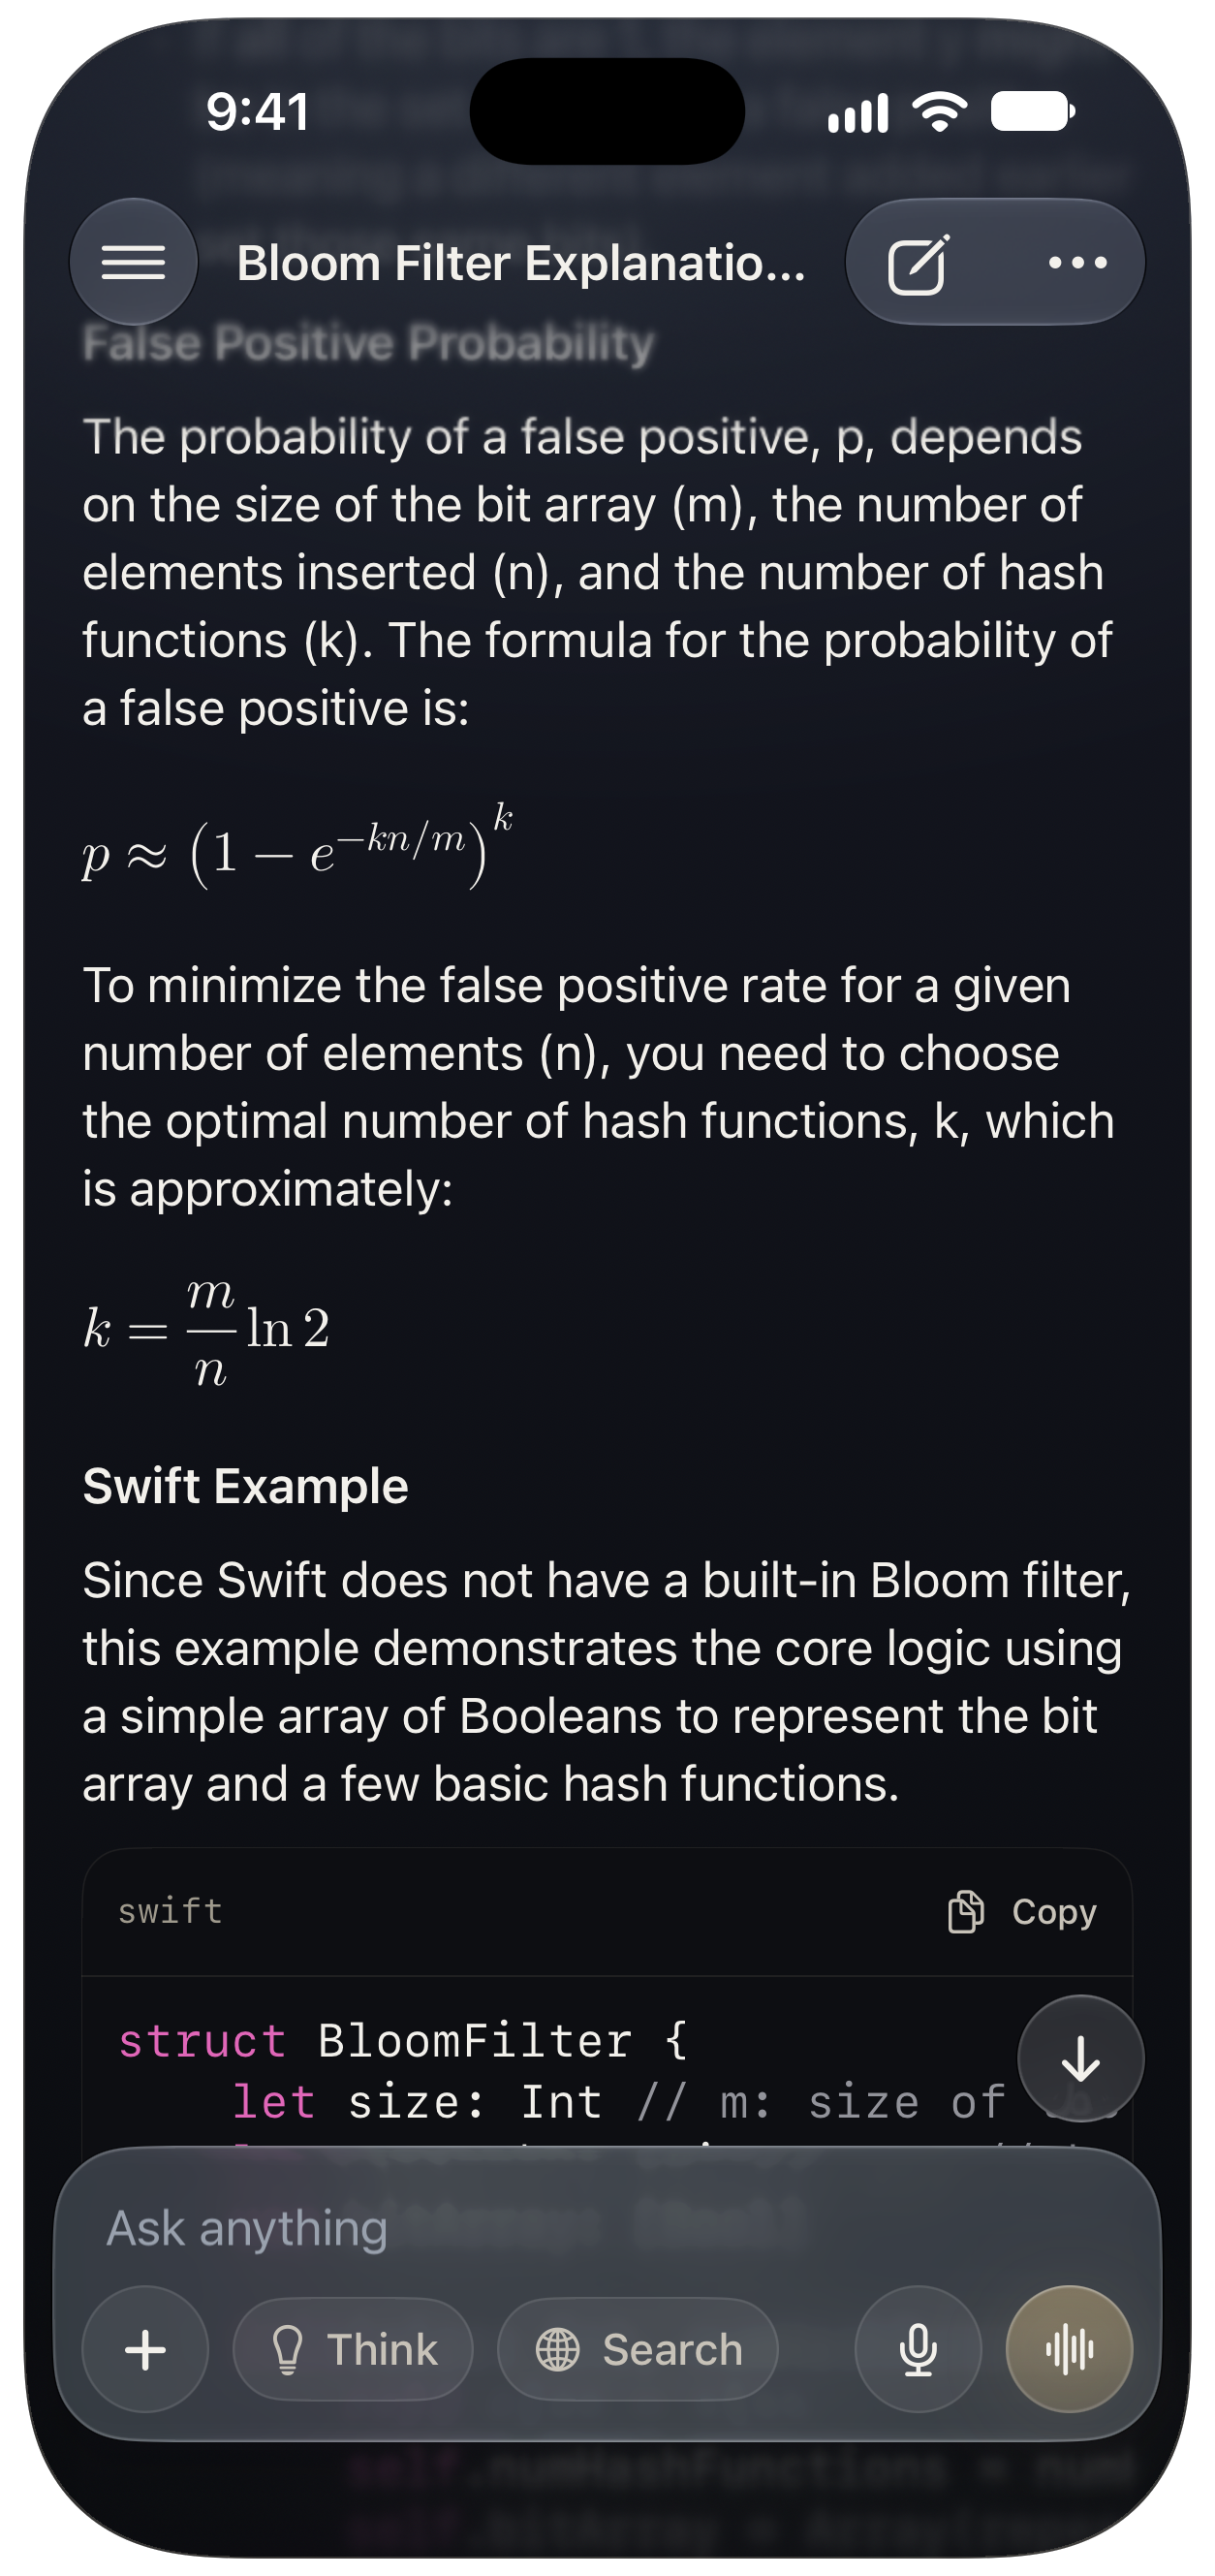 9:41
Bloom Filter Explanatio...
False Positive Probability
The probability of a false positive, p, depends
on the size of the bit array (m), the number of
elements inserted (n), and the number of hash
functions (k). The formula for the probability of
a false positive is:
p ≈ (1 − e^{−kn/m})^k
To minimize the false positive rate for a given
number of elements (n), you need to choose
the optimal number of hash functions, k, which
is approximately:
k = m/n ln 2
Swift Example
Since Swift does not have a built-in Bloom filter,
this example demonstrates the core logic using
a simple array of Booleans to represent the bit
array and a few basic hash functions.
swift Copy
struct BloomFilter {
let size: Int // m: size of
Ask anything
Think Search
self.numHashFunctions = num
self.bitArray = Array(